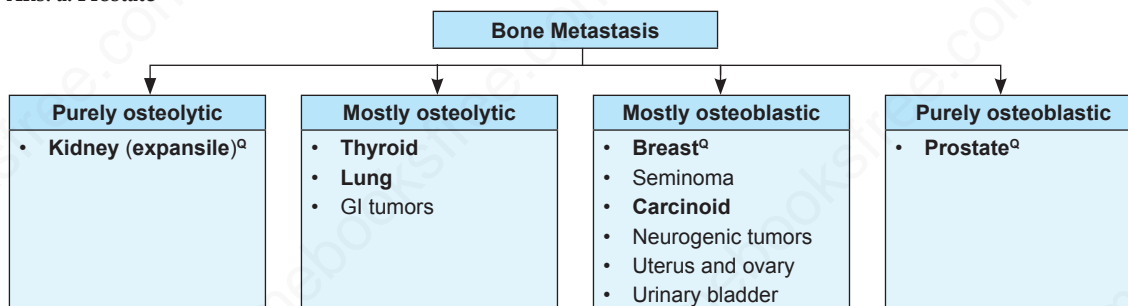 Ans. a. Prostate
Bone Metastasis
Purely osteolytic
• Kidney (expansile)Q
Mostly osteolytic
• Thyroid
• Lung
• GI tumors
Mostly osteoblastic
• BreastQ
• Seminoma
• Carcinoid
• Neurogenic tumors
• Uterus and ovary
• Urinary bladder
Purely osteoblastic
• ProstateQ